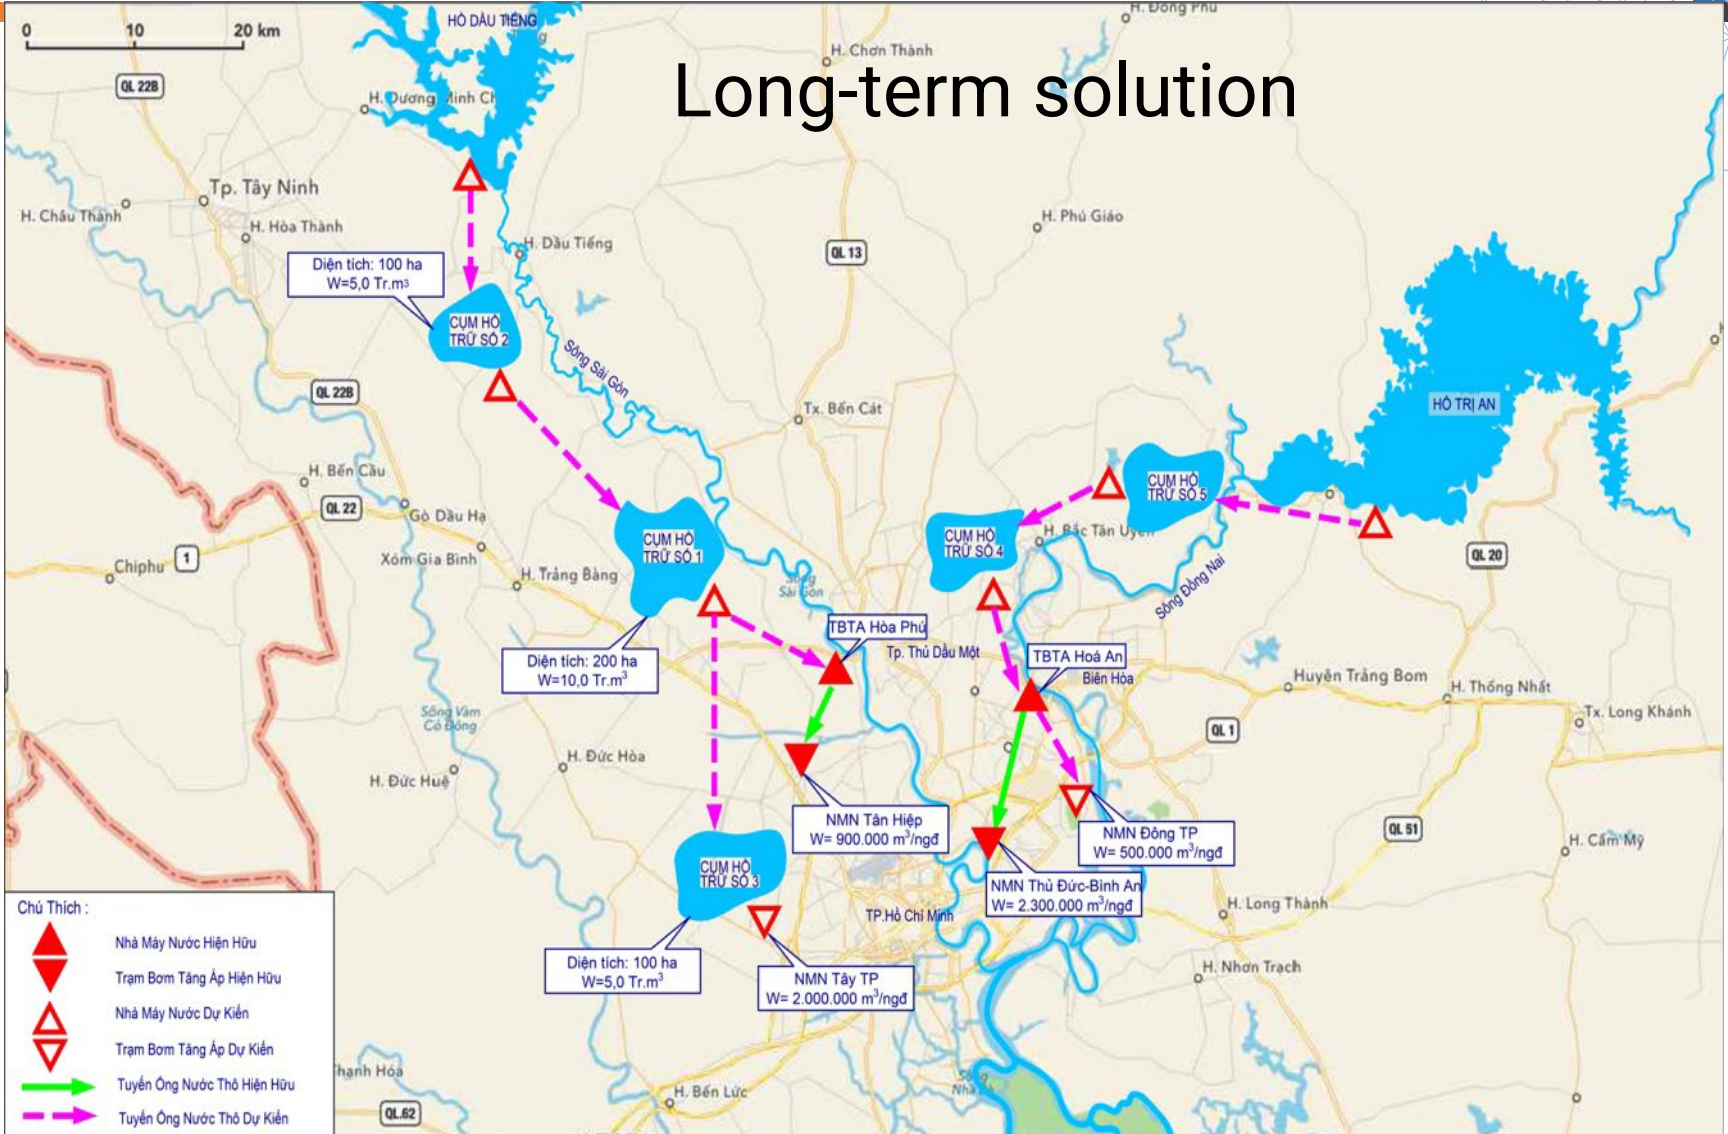 Long-term solution
0 10 20 km
HỒ DẦU TIẾNG
H. Đồng Phú
H. Chơn Thành
QL 22B
H. Dương Minh Ch
Tp. Tây Ninh
H. Châu Thành
H. Hòa Thành
H. Phú Giáo
H. Dầu Tiếng
QL 13
Diện tích: 100 ha
W=5,0 Tr.m³
CỤM HỒ
TRỮ SỐ 2
Sông Sài Gòn
QL 22B
HỒ TRỊ AN
Tx. Bến Cát
H. Bến Cầu
CỤM HỒ
TRỮ SỐ 5
QL 22
Gò Dầu Hạ
CỤM HỒ
TRỮ SỐ 1
CỤM HỒ
TRỮ SỐ 4
H. Bắc Tân Uyên
QL 20
Xóm Gia Bình
Chiphu
1
H. Trảng Bàng
Sông
Sài Gòn
Sông Đồng Nai
TBTA Hòa Phú
Tp. Thủ Dầu Một
TBTA Hoá An
Biên Hòa
Diện tích: 200 ha
W=10,0 Tr.m³
Huyện Trảng Bom
H. Thống Nhất
Sông Vàm
Cỏ Đông
Tx. Long Khánh
QL 1
H. Đức Hòa
H. Đức Huệ
NMN Tân Hiệp
W= 900.000 m³/ngđ
NMN Đông TP
W= 500.000 m³/ngđ
QL 51
H. Cẩm Mỹ
CỤM HỒ
TRỮ SỐ 3
NMN Thủ Đức-Bình An
W= 2.300.000 m³/ngđ
TP.Hồ Chí Minh
H. Long Thành
Diện tích: 100 ha
W=5,0 Tr.m³
NMN Tây TP
W= 2.000.000 m³/ngđ
H. Nhơn Trạch
Chú Thích :
Nhà Máy Nước Hiện Hữu
Trạm Bơm Tăng Áp Hiện Hữu
Nhà Máy Nước Dự Kiến
Trạm Bơm Tăng Áp Dự Kiến
Tuyến Ống Nước Thô Hiện Hữu
Tuyến Ống Nước Thô Dự Kiến
Thạnh Hóa
H. Bến Lức
QL.62
Sông